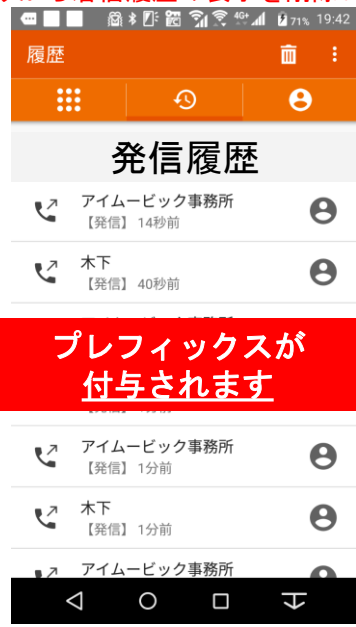 4G+ 71% 19:42
履歴
発信履歴
アイムービック事務所
【発信】 14秒前
木下
【発信】 40秒前
プレフィックスが
付与されます
アイムービック事務所
【発信】 1分前
木下
【発信】 1分前
アイムービック事務所